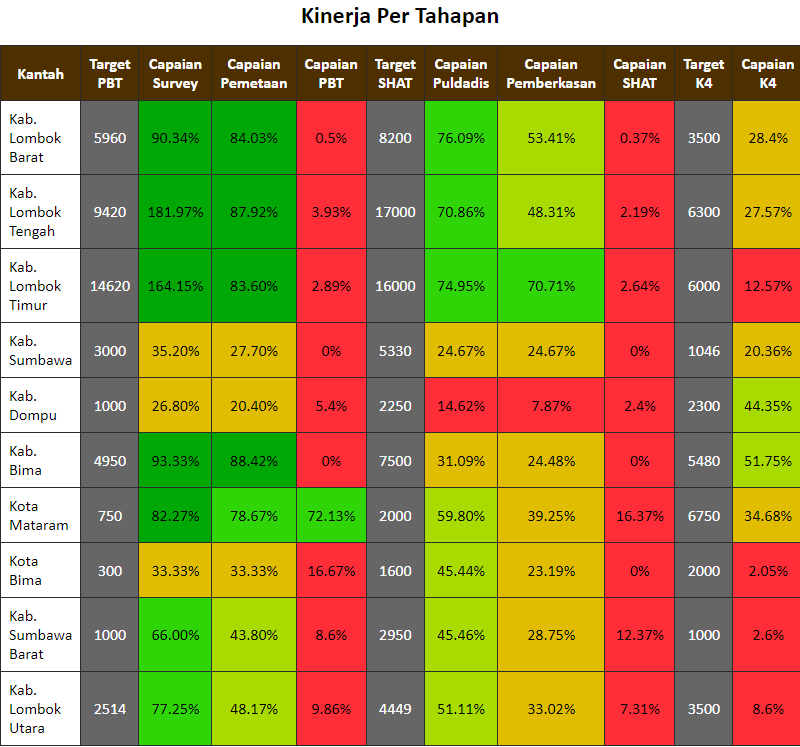 Kinerja Per Tahapan
Kantah Target PBT Capaian Survey Capaian Pemetaan Capaian PBT Target SHAT Capaian Puldadis Capaian Pemberkasan Capaian SHAT Target K4 Capaian K4
Kab. Lombok Barat 5960 90.34% 84.03% 0.5% 8200 76.09% 53.41% 0.37% 3500 28.4%
Kab. Lombok Tengah 9420 181.97% 87.92% 3.93% 17000 70.86% 48.31% 2.19% 6300 27.57%
Kab. Lombok Timur 14620 164.15% 83.60% 2.89% 16000 74.95% 70.71% 2.64% 6000 12.57%
Kab. Sumbawa 3000 35.20% 27.70% 0% 5330 24.67% 24.67% 0% 1046 20.36%
Kab. Dompu 1000 26.80% 20.40% 5.4% 2250 14.62% 7.87% 2.4% 2300 44.35%
Kab. Bima 4950 93.33% 88.42% 0% 7500 31.09% 24.48% 0% 5480 51.75%
Kota Mataram 750 82.27% 78.67% 72.13% 2000 59.80% 39.25% 16.37% 6750 34.68%
Kota Bima 300 33.33% 33.33% 16.67% 1600 45.44% 23.19% 0% 2000 2.05%
Kab. Sumbawa Barat 1000 66.00% 43.80% 8.6% 2950 45.46% 28.75% 12.37% 1000 2.6%
Kab. Lombok Utara 2514 77.25% 48.17% 9.86% 4449 51.11% 33.02% 7.31% 3500 8.6%